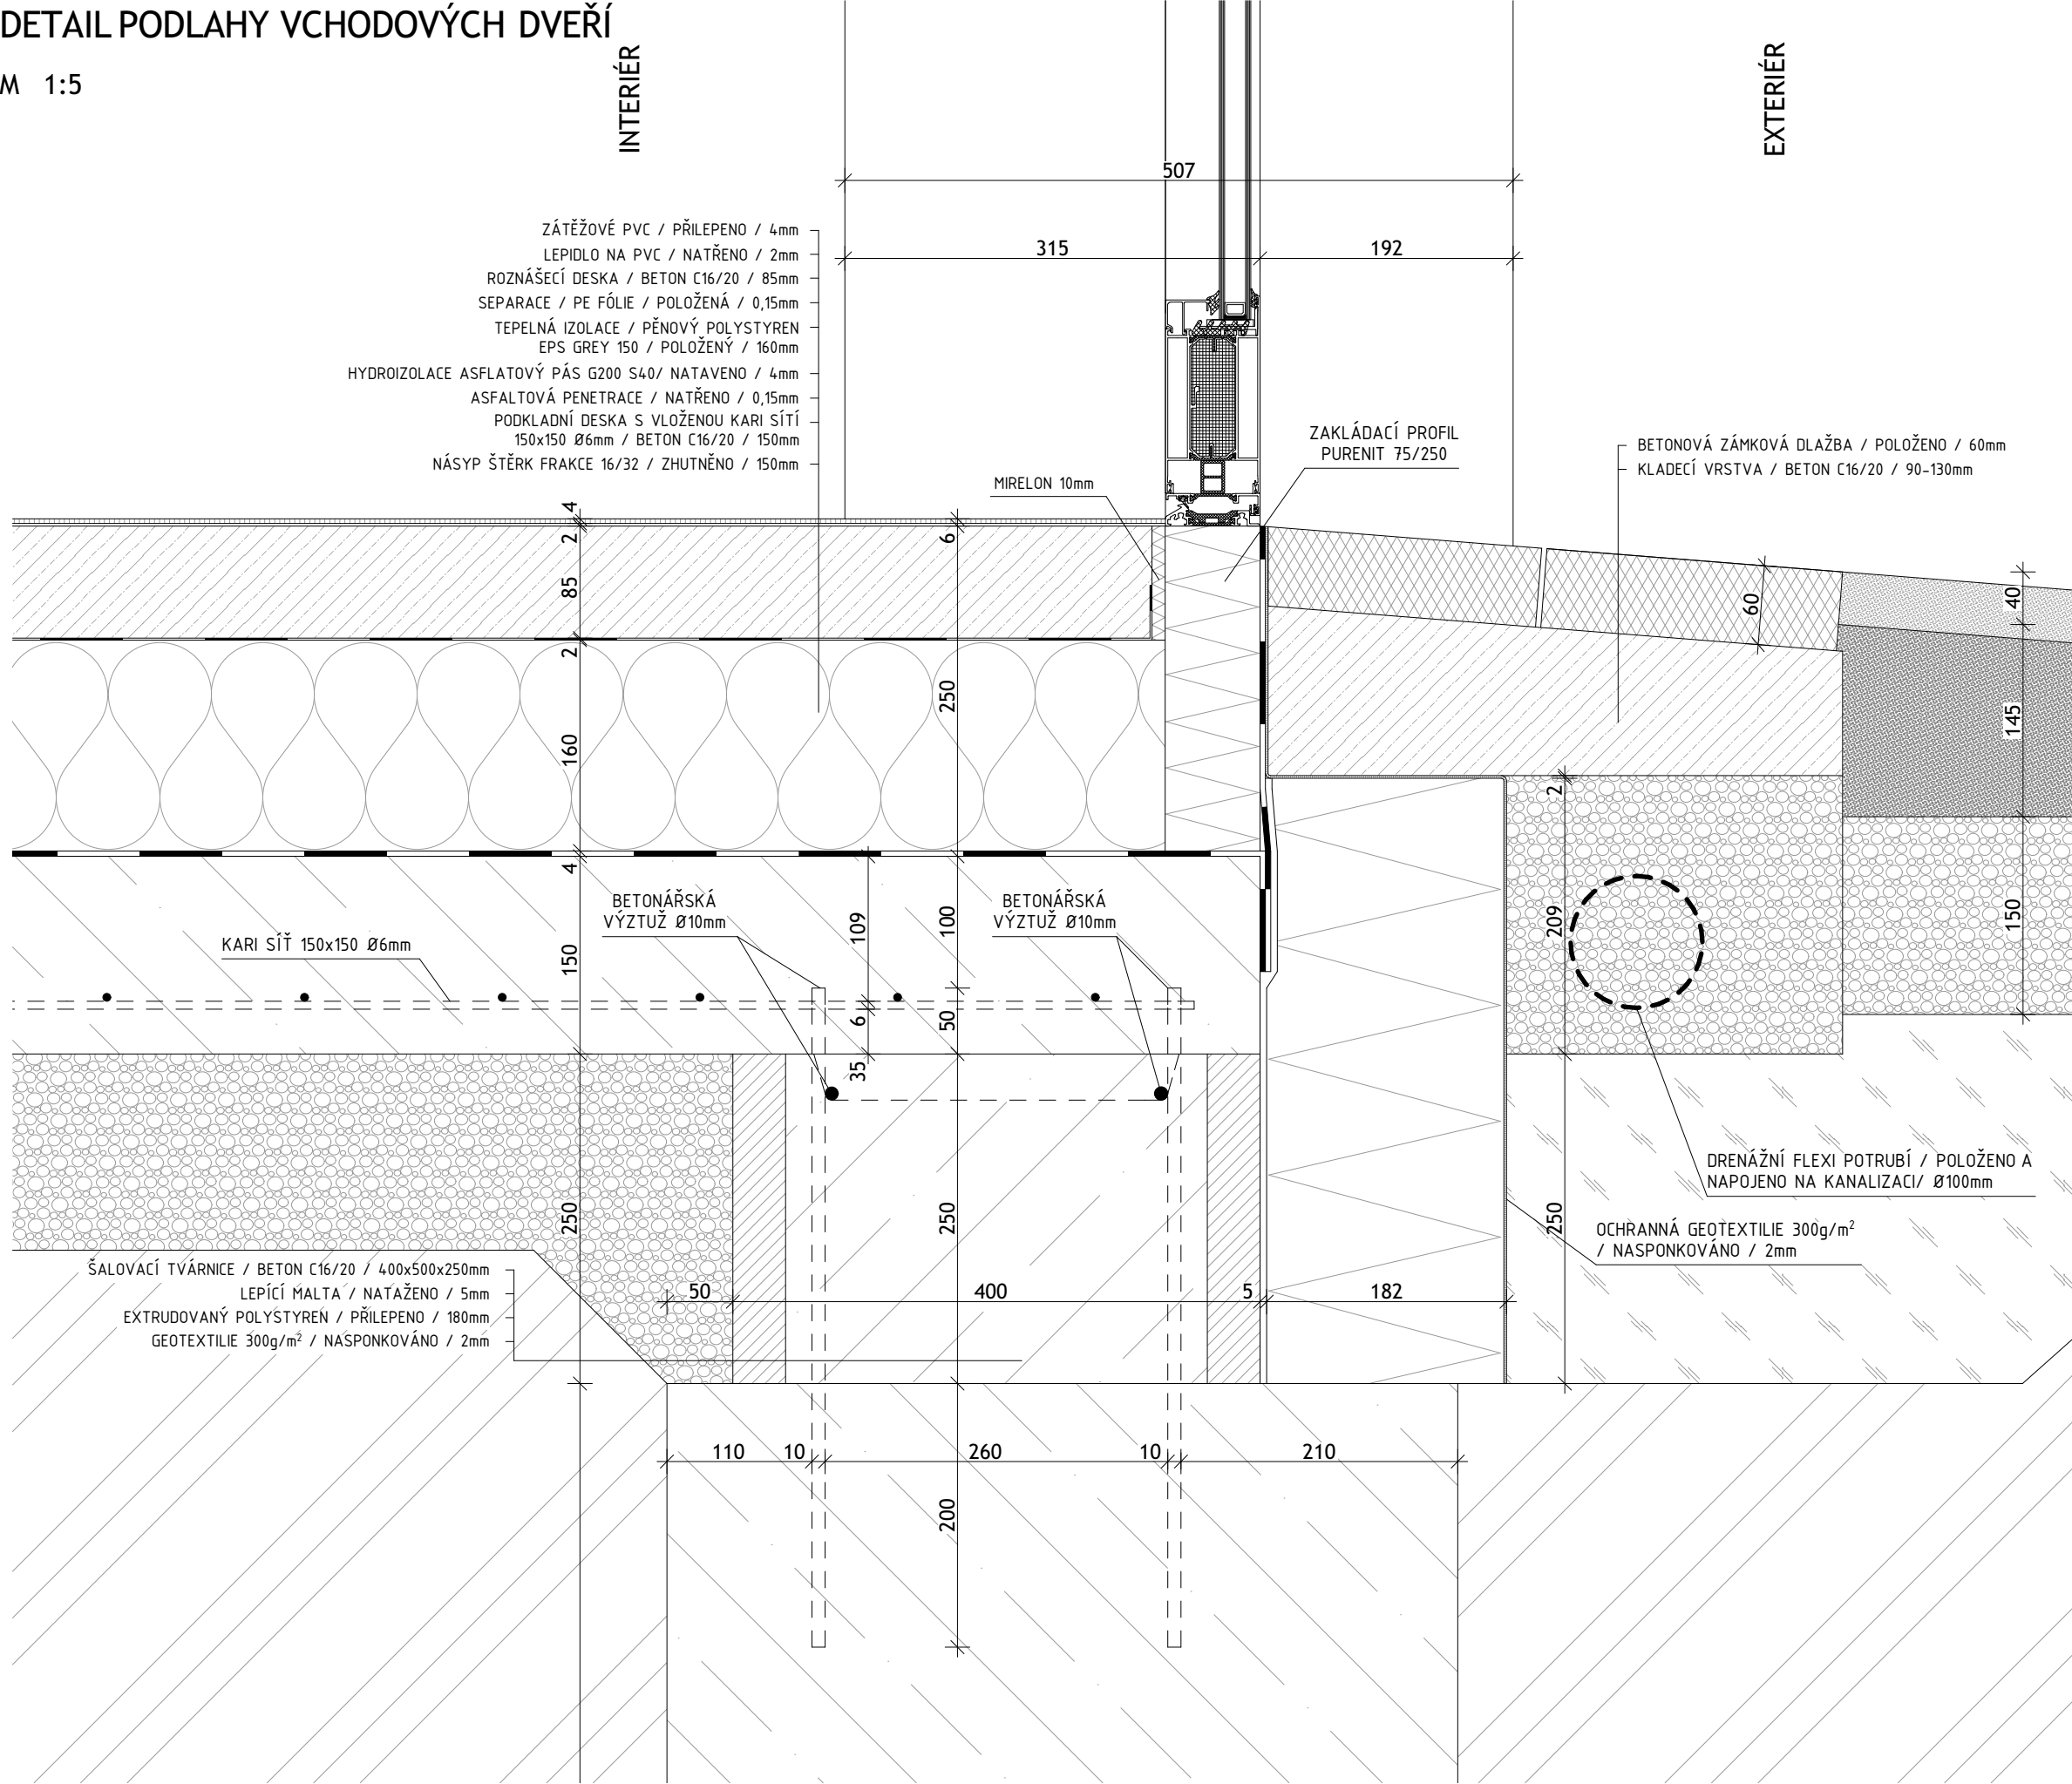 DETAIL PODLAHY VCHODOVÝCH DVEŘÍ
M 1:5
INTERIÉR
EXTERIÉR
507
315
192
ZÁTĚŽOVÉ PVC / PŘILEPENO / 4mm
LEPIDLO NA PVC / NATŘENO / 2mm
ROZNÁŠECÍ DESKA / BETON C16/20 / 85mm
SEPARACE / PE FÓLIE / POLOŽENÁ / 0,15mm
TEPELNÁ IZOLACE / PĚNOVÝ POLYSTYREN
EPS GREY 150 / POLOŽENÝ / 160mm
HYDROIZOLACE ASFLATOVÝ PÁS G200 S40/ NATAVENO / 4mm
ASFALTOVÁ PENETRACE / NATŘENO / 0,15mm
PODKLADNÍ DESKA S VLOŽENOU KARI SÍTÍ
150x150 Ø6mm / BETON C16/20 / 150mm
NÁSYP ŠTĚRK FRAKCE 16/32 / ZHUTNĚNO / 150mm
MIRELON 10mm
ZAKLÁDACÍ PROFIL
PURENIT 75/250
BETONOVÁ ZÁMKOVÁ DLAŽBA / POLOŽENO / 60mm
KLADECÍ VRSTVA / BETON C16/20 / 90-130mm
4
2
85
2
160
4
150
250
6
250
100
50
250
200
109
6
35
60
40
145
150
2
209
250
BETONÁŘSKÁ
VÝZTUŽ Ø10mm
BETONÁŘSKÁ
VÝZTUŽ Ø10mm
KARI SÍŤ 150x150 Ø6mm
DRENÁŽNÍ FLEXI POTRUBÍ / POLOŽENO A
NAPOJENO NA KANALIZACI/ Ø100mm
OCHRANNÁ GEOTEXTILIE 300g/m²
/ NASPONKOVÁNO / 2mm
ŠALOVACÍ TVÁRNICE / BETON C16/20 / 400x500x250mm
LEPÍCÍ MALTA / NATAŽENO / 5mm
EXTRUDOVANÝ POLYSTYREN / PŘILEPENO / 180mm
GEOTEXTILIE 300g/m² / NASPONKOVÁNO / 2mm
50
400
5
182
110
10
260
10
210